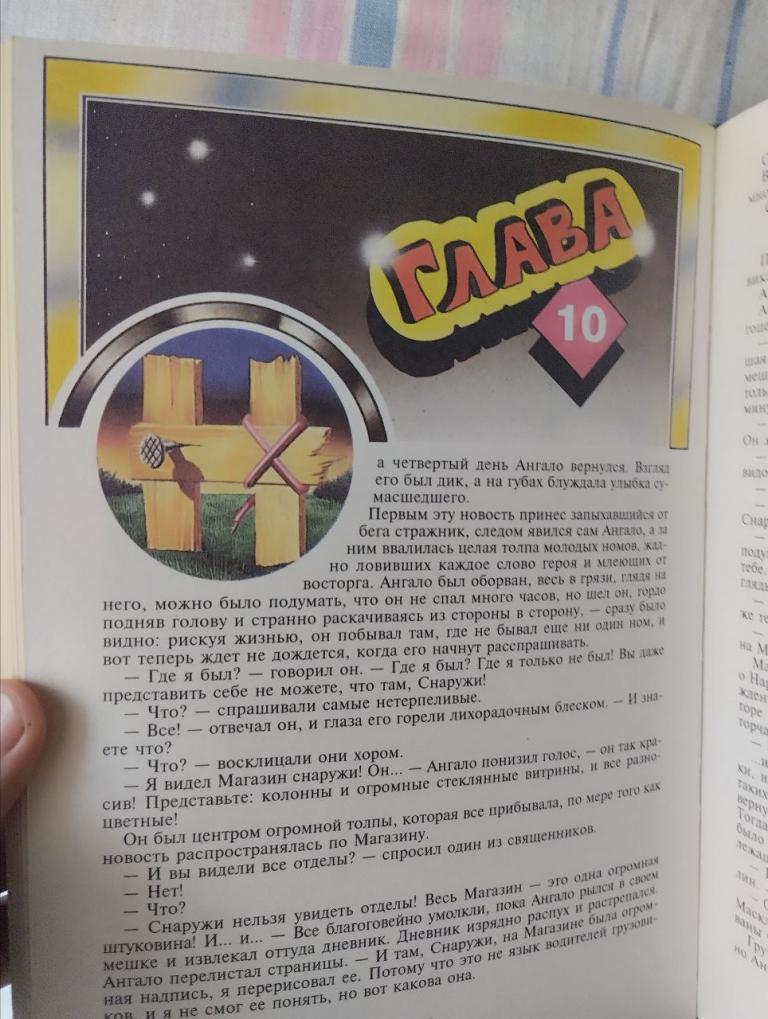 ГЛАВА
10
Н
а четвертый день Ангало вернулся. Взгляд
его был дик, а на губах блуждала улыбка су-
масшедшего.
Первым эту новость принес запыхавшийся от
бега стражник, следом явился сам Ангало, а за
ним ввалилась целая толпа молодых номов, жад-
но ловивших каждое слово героя и млеющих от
восторга. Ангало был оборван, весь в грязи, глядя на
него, можно было подумать, что он не спал много часов, но шел он, гордо
подняв голову и странно раскачиваясь из стороны в сторону, — сразу было
видно: рискуя жизнью, он побывал там, где не бывал еще ни один ном, и
вот теперь ждет не дождется, когда его начнут расспрашивать.
— Где я был? — говорил он. — Где я был? Где я только не был! Вы даже
представить себе не можете, что там, Снаружи!
— Что? — спрашивали самые нетерпеливые.
— Все! — отвечал он, и глаза его горели лихорадочным блеском. — И зна-
ете что?
— Что? — восклицали они хором.
— Я видел Магазин снаружи! Он... — Ангало понизил голос, — он так кра-
сив! Представьте: колонны и огромные стеклянные витрины, и все разно-
цветные!
Он был центром огромной толпы, которая все прибывала, по мере того как
новость распространялась по Магазину.
— И вы видели все отделы? — спросил один из священников.
— Нет!
— Что?
— Снаружи нельзя увидеть отделы! Весь Магазин — это одна огромная
штуковина! И... и... — Все благоговейно умолкли, пока Ангало рылся в своем
мешке и извлекал оттуда дневник. Дневник изрядно распух и растрепался.
Ангало перелистал страницы. — И там, Снаружи, на Магазине была огром-
ная надпись, я перерисовал ее. Потому что это не язык водителей грузови-
ков, и я не смог ее понять, но вот какова она.